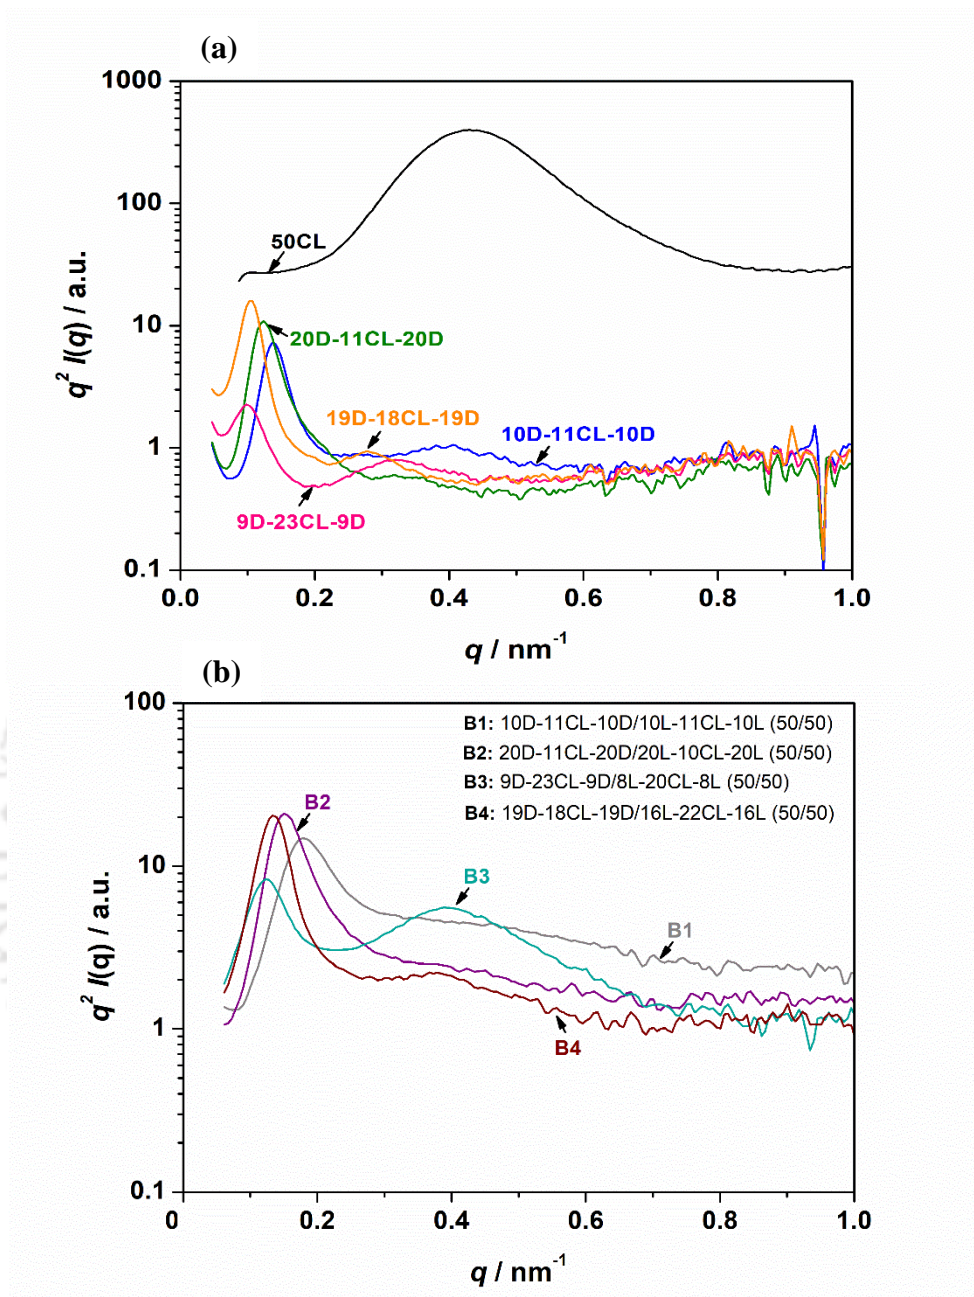 (a)
1000
100
10
1
0.1
q² I(q) / a.u.
50CL
20D-11CL-20D
19D-18CL-19D
10D-11CL-10D
9D-23CL-9D
0.0 0.2 0.4 0.6 0.8 1.0
q / nm⁻¹
(b)
100
10
1
0.1
q² I(q) / a.u.
B1: 10D-11CL-10D/10L-11CL-10L (50/50)
B2: 20D-11CL-20D/20L-10CL-20L (50/50)
B3: 9D-23CL-9D/8L-20CL-8L (50/50)
B4: 19D-18CL-19D/16L-22CL-16L (50/50)
B2
B3
B1
B4
0 0.2 0.4 0.6 0.8 1.0
q / nm⁻¹